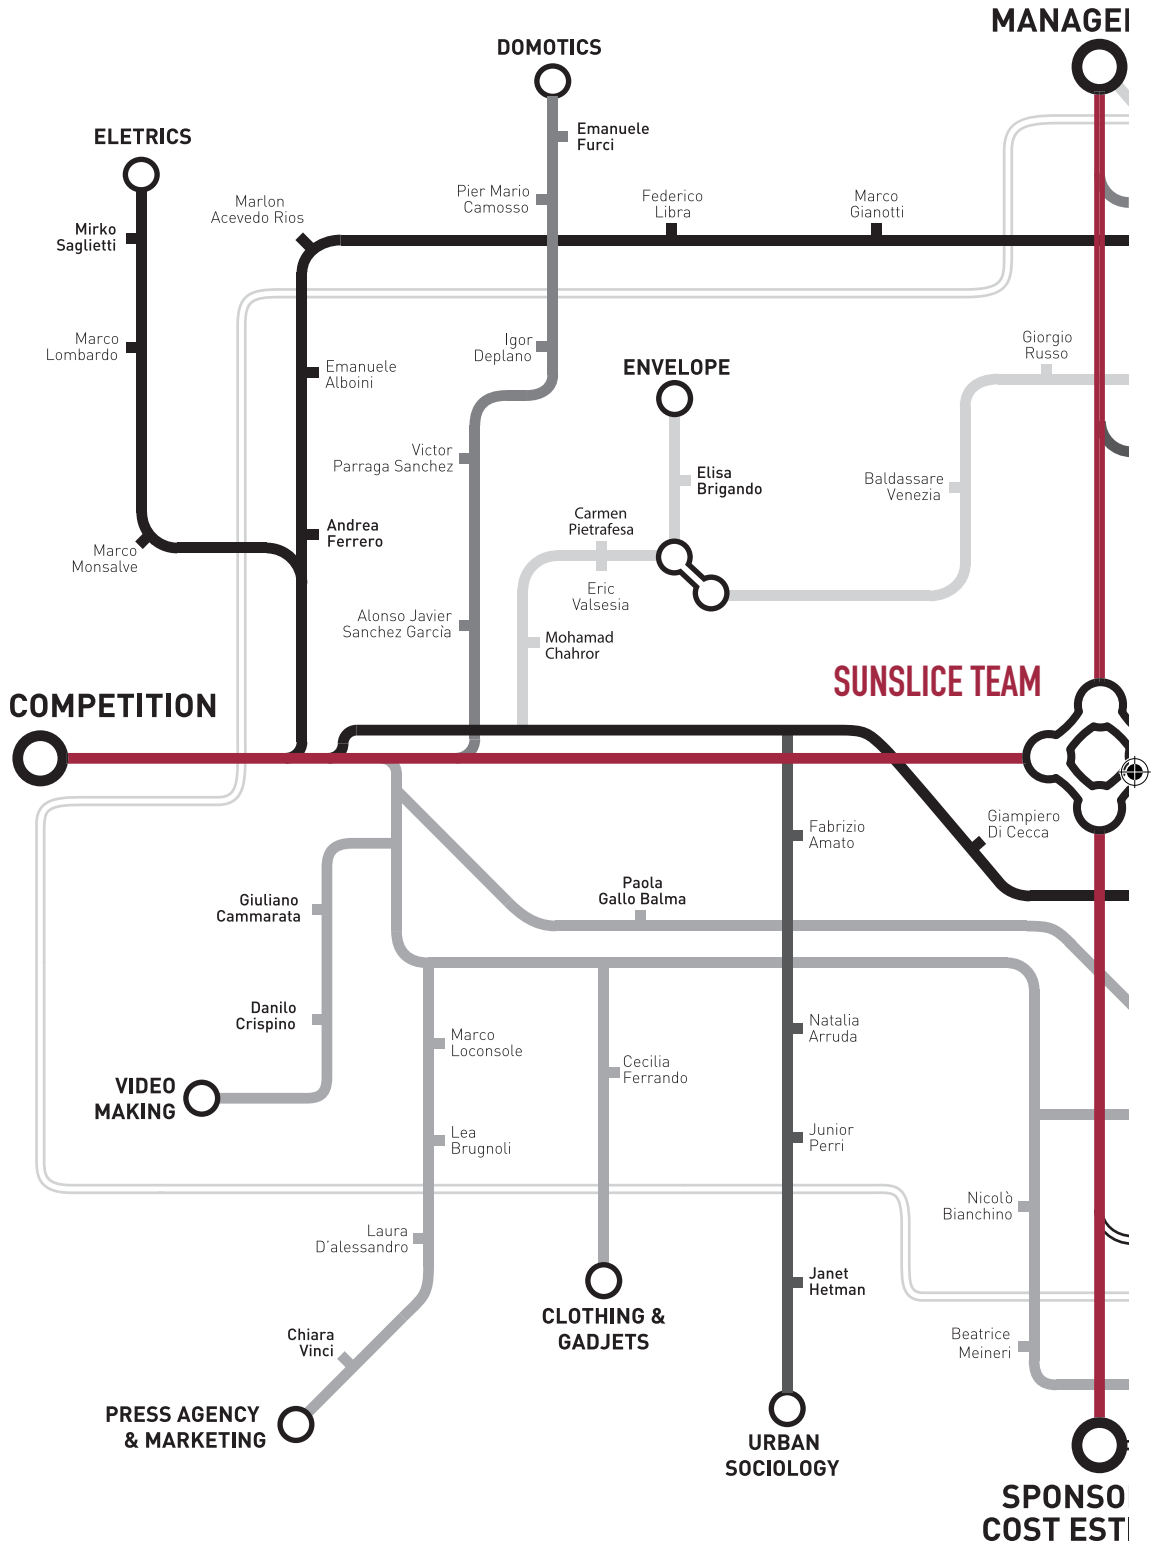 MANAGE
DOMOTICS
Emanuele
Furci
ELETRICS
Pier Mario
Camosso
Federico
Libra
Marco
Gianotti
Marlon
Acevedo Rios
Mirko
Saglietti
Marco
Lombardo
Igor
Deplano
Giorgio
Russo
Emanuele
Alboini
ENVELOPE
Victor
Parraga Sanchez
Elisa
Brigando
Baldassare
Venezia
Carmen
Pietrafesa
Andrea
Ferrero
Marco
Monsalve
Eric
Valsesia
Alonso Javier
Sanchez Garcìa
Mohamad
Chahror
SUNSLICE TEAM
COMPETITION
Giampiero
Di Cecca
Fabrizio
Amato
Paola
Gallo Balma
Giuliano
Cammarata
Danilo
Crispino
Natalia
Arruda
Marco
Loconsole
Cecilia
Ferrando
VIDEO
MAKING
Lea
Brugnoli
Junior
Perri
Nicolò
Bianchino
Laura
D'alessandro
Janet
Hetman
CLOTHING &
GADJETS
Chiara
Vinci
Beatrice
Meineri
PRESS AGENCY
& MARKETING
URBAN
SOCIOLOGY
SPONSO
COST EST